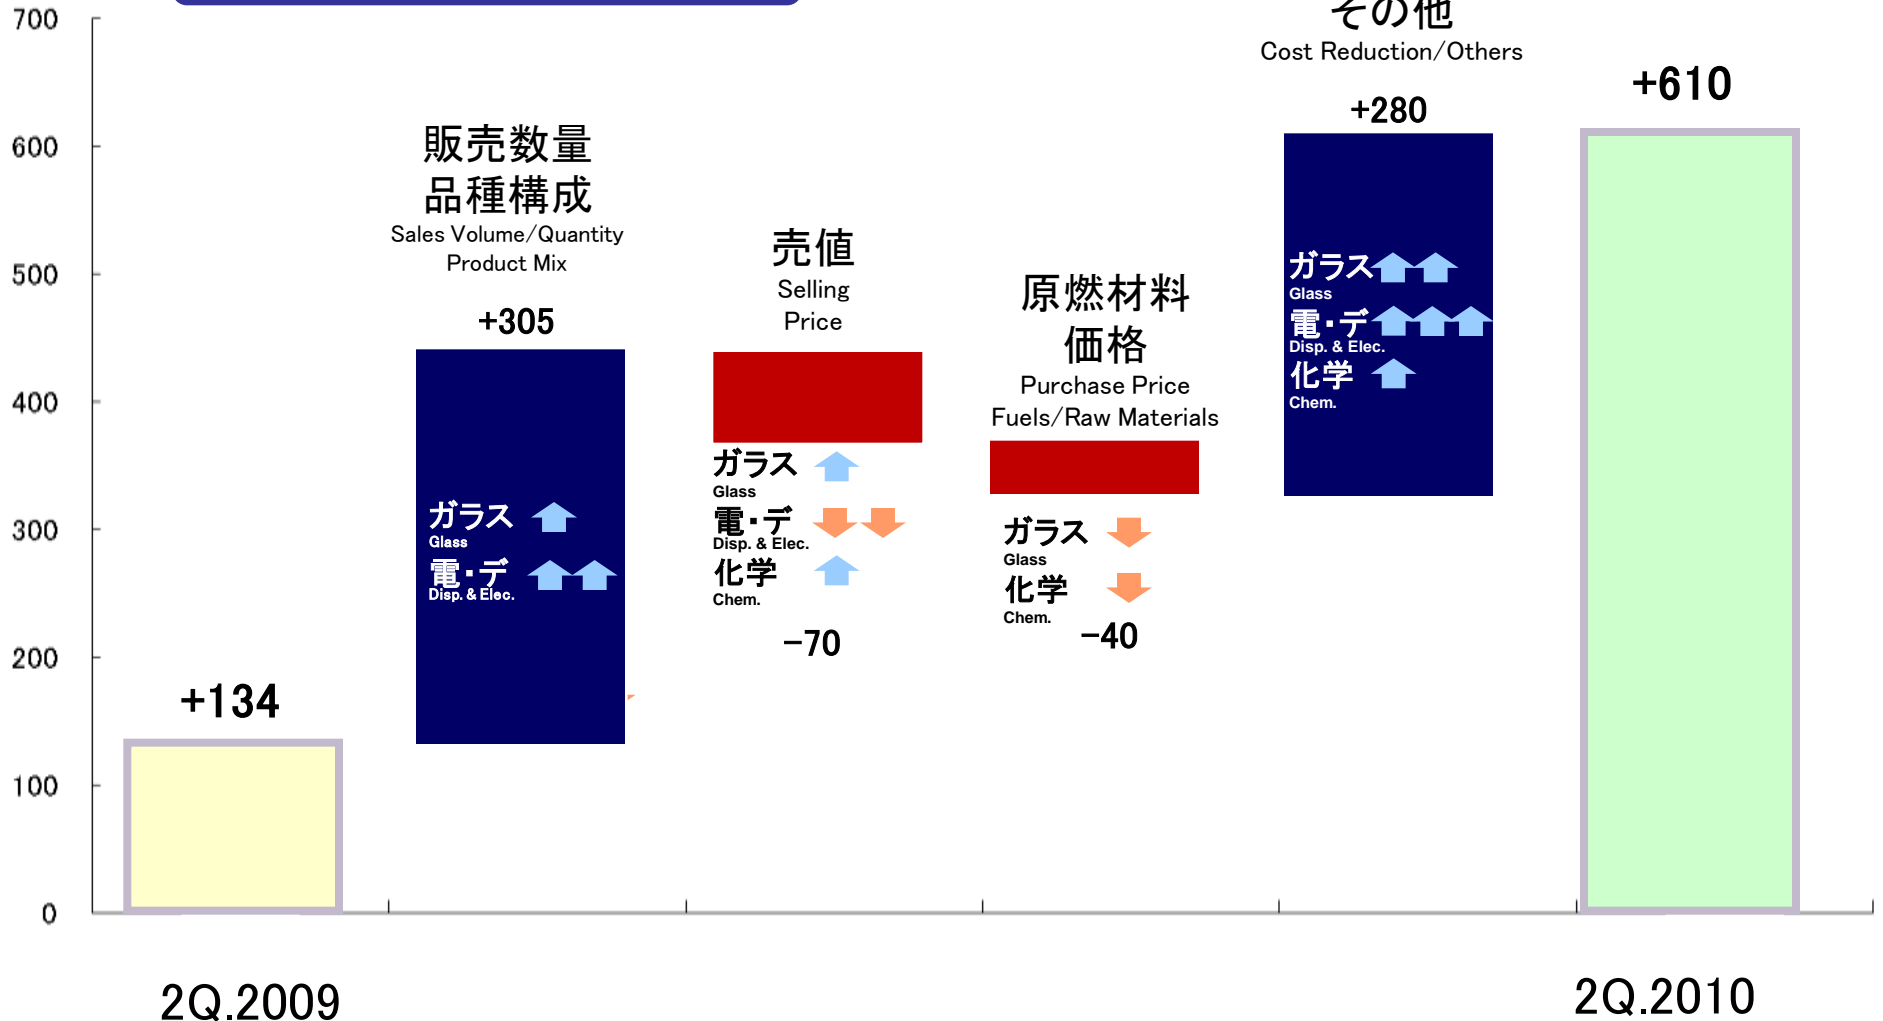 700
600
500
400
300
200
100
0
+134
2Q.2009
販売数量
品種構成
Sales Volume/Quantity
Product Mix
+305
ガラス
Glass
電・デ
Disp. & Elec.
売値
Selling
Price
ガラス
Glass
電・デ
Disp. & Elec.
化学
Chem.
-70
原燃材料
価格
Purchase Price
Fuels/Raw Materials
ガラス
Glass
化学
Chem.
-40
その他
Cost Reduction/Others
+280
ガラス
Glass
電・デ
Disp. & Elec.
化学
Chem.
+610
2Q.2010